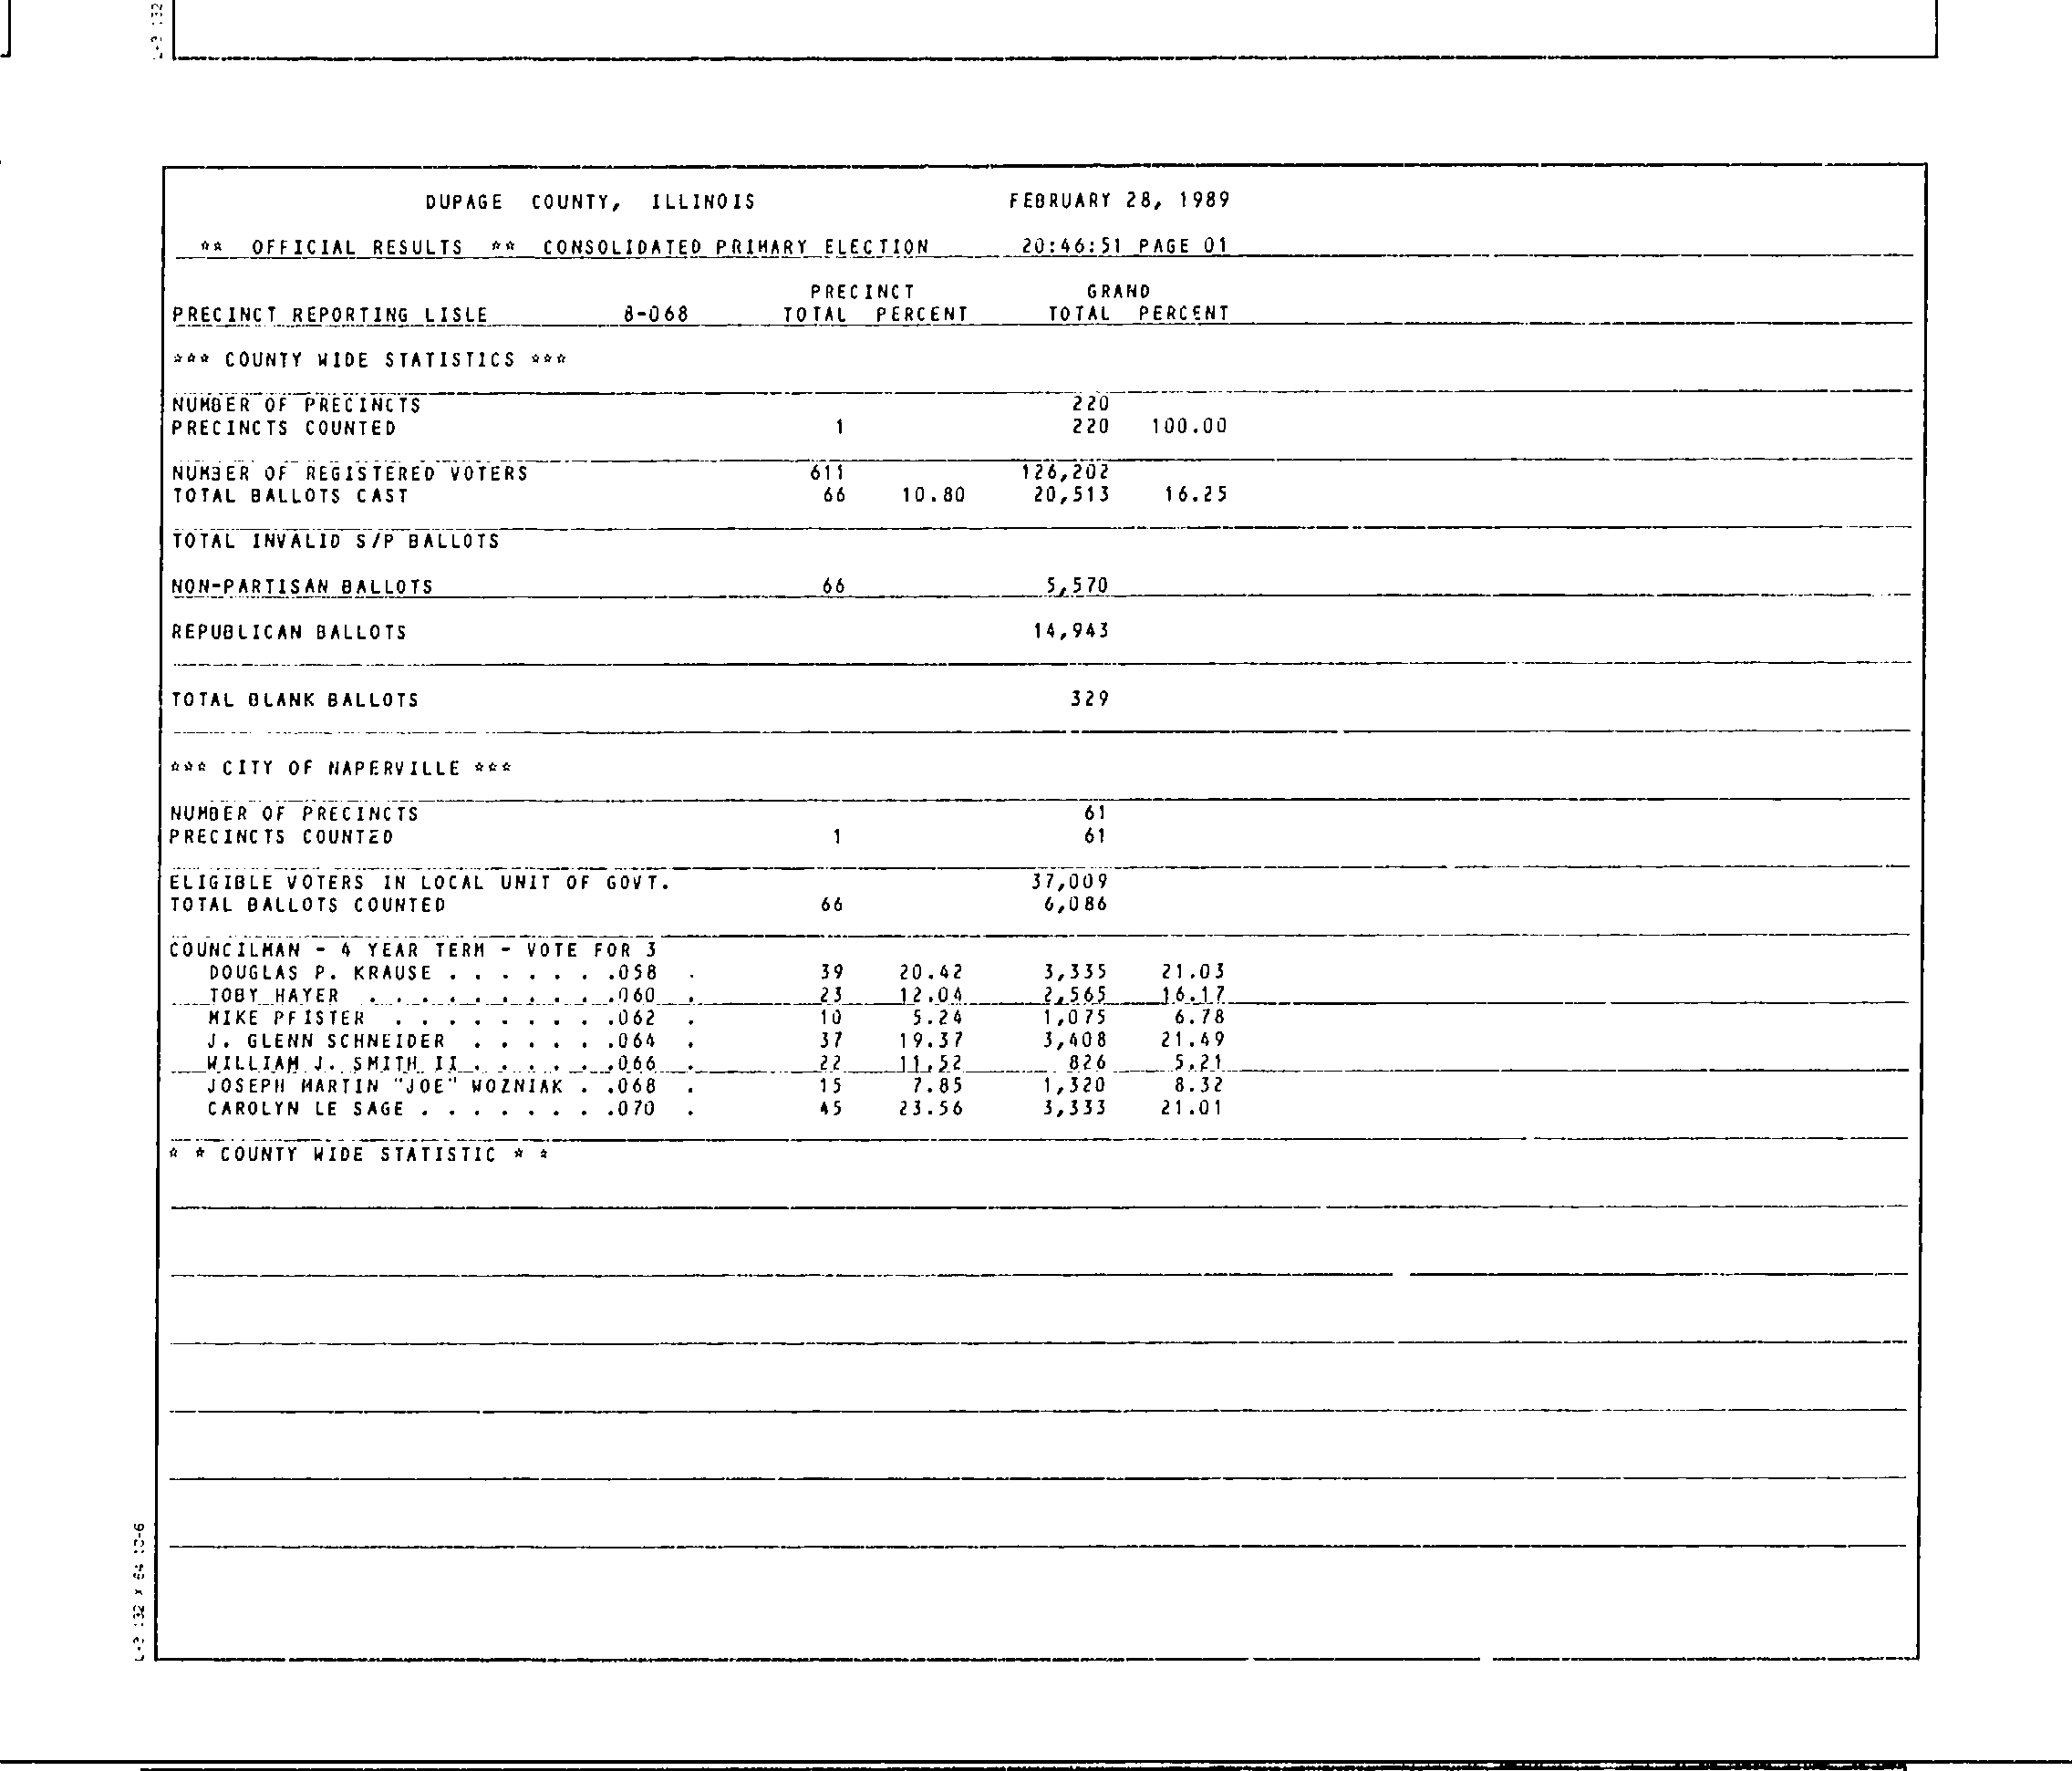 DUPAGE COUNTY, ILLINOIS FEBRUARY 28, 1989
** OFFICIAL RESULTS ** CONSOLIDATED PRIMARY ELECTION 20:46:51 PAGE 01
PRECINCT GRAND
PRECINCT REPORTING LISLE 8-068 TOTAL PERCENT TOTAL PERCENT
*** COUNTY WIDE STATISTICS ***
NUMBER OF PRECINCTS 220
PRECINCTS COUNTED 1 220 100.00
NUMBER OF REGISTERED VOTERS 611 126,202
TOTAL BALLOTS CAST 66 10.80 20,513 16.25
TOTAL INVALID S/P BALLOTS
NON-PARTISAN BALLOTS 66 5,570
REPUBLICAN BALLOTS 14,943
TOTAL BLANK BALLOTS 329
*** CITY OF NAPERVILLE ***
NUMBER OF PRECINCTS 61
PRECINCTS COUNTED 1 61
ELIGIBLE VOTERS IN LOCAL UNIT OF GOVT. 37,009
TOTAL BALLOTS COUNTED 66 6,086
COUNCILMAN - 4 YEAR TERM - VOTE FOR 3
DOUGLAS P. KRAUSE . . . . . . .058 . 39 20.42 3,335 21.03
TOBY HAYER . . . . . . . . . .060 . 23 12.04 2,565 16.17
MIKE PFISTER . . . . . . . . .062 . 10 5.24 1,075 6.78
J. GLENN SCHNEIDER . . . . . .064 . 37 19.37 3,408 21.49
WILLIAM J. SMITH II . . . . . .066 . 22 11.52 826 5.21
JOSEPH MARTIN "JOE" WOZNIAK . .068 . 15 7.85 1,320 8.32
CAROLYN LE SAGE . . . . . . . .070 . 45 23.56 3,333 21.01
* * COUNTY WIDE STATISTIC * *